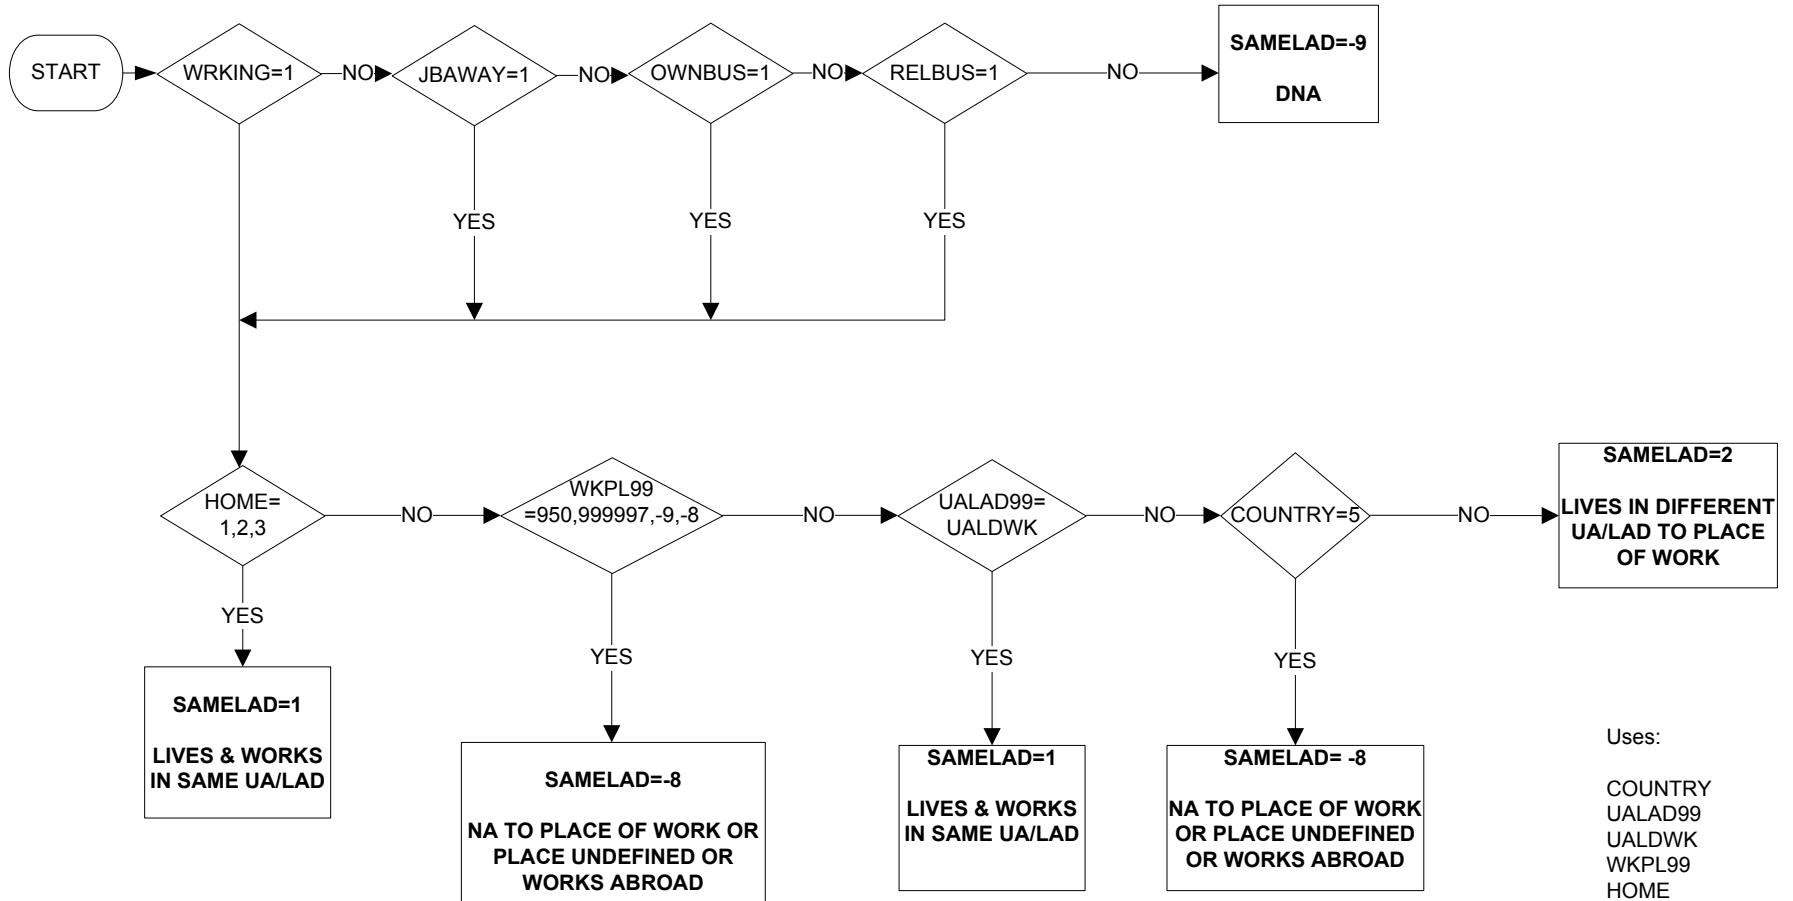 START
WRKING=1
NO
JBAWAY=1
NO
OWNBUS=1
NO
RELBUS=1
NO
SAMELAD=-9
DNA
YES
YES
YES
HOME=
1,2,3
NO
WKPL99
=950,999997,-9,-8
NO
UALAD99=
UALDWK
NO
COUNTRY=5
NO
SAMELAD=2
LIVES IN DIFFERENT
UA/LAD TO PLACE
OF WORK
YES
YES
YES
YES
SAMELAD=1
LIVES & WORKS
IN SAME UA/LAD
SAMELAD=-8
NA TO PLACE OF WORK OR
PLACE UNDEFINED OR
WORKS ABROAD
SAMELAD=1
LIVES & WORKS
IN SAME UA/LAD
SAMELAD= -8
NA TO PLACE OF WORK
OR PLACE UNDEFINED
OR WORKS ABROAD
Uses:
COUNTRY
UALAD99
UALDWK
WKPL99
HOME